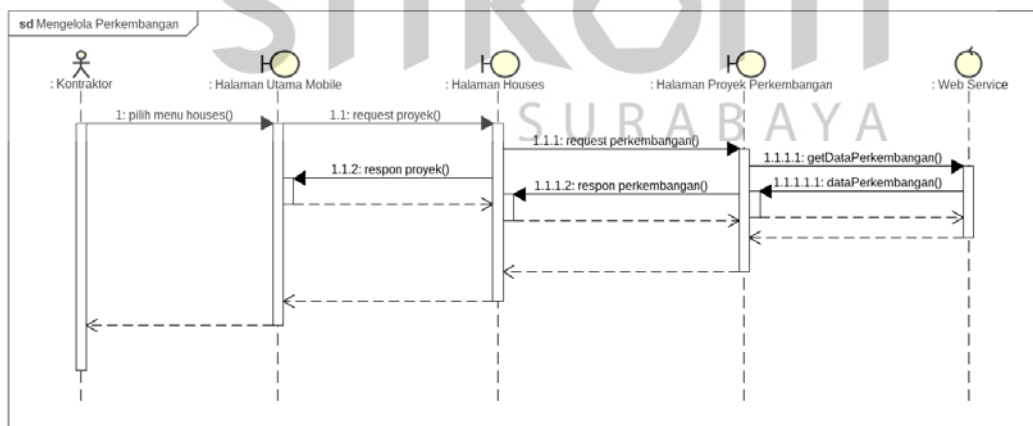 sd Mengelola Perkembangan
: Kontraktor
: Halaman Utama Mobile
: Halaman Houses
: Halaman Proyek Perkembangan
: Web Service
SURABAYA
1: pilih menu houses()
1.1: request proyek()
1.1.1: request perkembangan()
1.1.1.1: getDataPerkembangan()
1.1.2: respon proyek()
1.1.1.2: respon perkembangan()
1.1.1.1.1: dataPerkembangan()